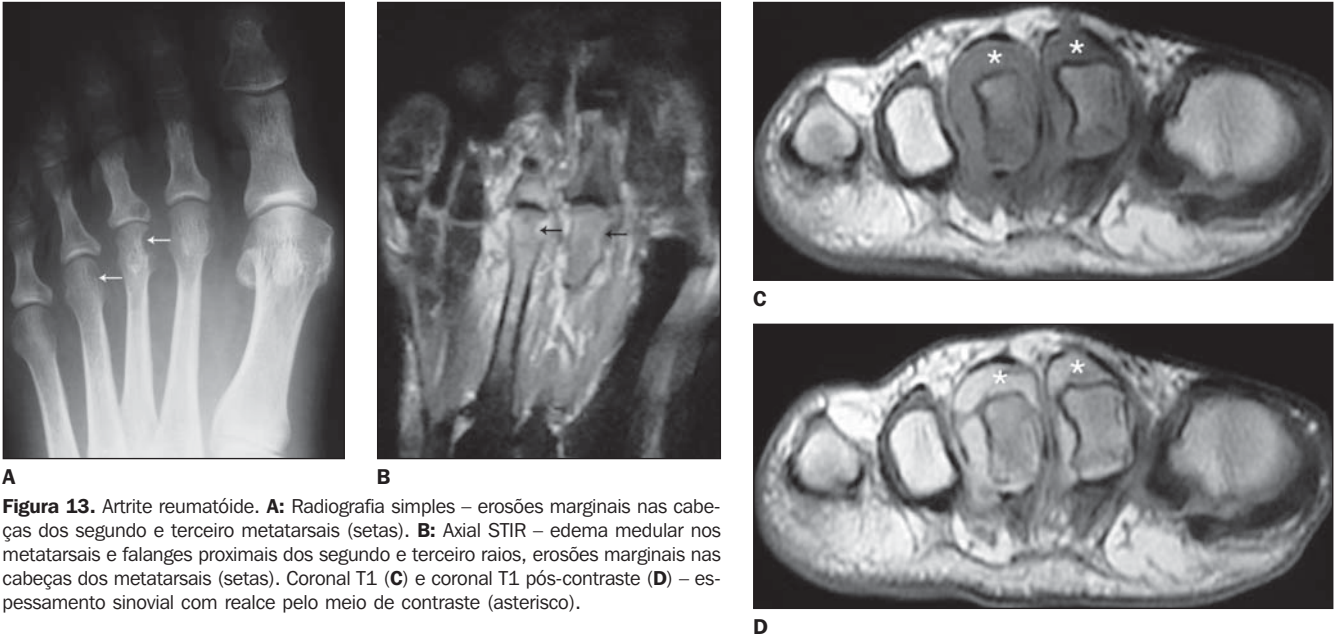 A
B
C
D
Figura 13. Artrite reumatóide. A: Radiografia simples – erosões marginais nas cabe-
ças dos segundo e terceiro metatarsais (setas). B: Axial STIR – edema medular nos
metatarsais e falanges proximais dos segundo e terceiro raios, erosões marginais nas
cabeças dos metatarsais (setas). Coronal T1 (C) e coronal T1 pós-contraste (D) – es-
pessamento sinovial com realce pelo meio de contraste (asterisco).